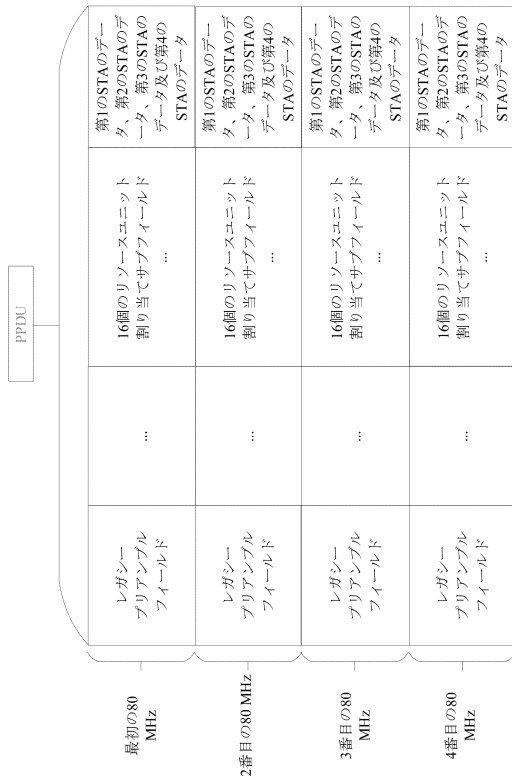 PPDU
最初の80
MHz
レガシー
プリアンブル
フィールド
...
16個のリソースユニット
割り当てサブフィールド
...
第1のSTAのデー
タ、第2のSTAのデ
ータ、第3のSTAの
データ及び第4の
STAのデータ
2番目の80 MHz
レガシー
プリアンブル
フィールド
...
16個のリソースユニット
割り当てサブフィールド
...
第1のSTAのデー
タ、第2のSTAのデ
ータ、第3のSTAの
データ及び第4の
STAのデータ
3番目の80
MHz
レガシー
プリアンブル
フィールド
...
16個のリソースユニット
割り当てサブフィールド
...
第1のSTAのデー
タ、第2のSTAのデ
ータ、第3のSTAの
データ及び第4の
STAのデータ
4番目の80
MHz
レガシー
プリアンブル
フィールド
...
16個のリソースユニット
割り当てサブフィールド
...
第1のSTAのデー
タ、第2のSTAのデ
ータ、第3のSTAの
データ及び第4の
STAのデータ